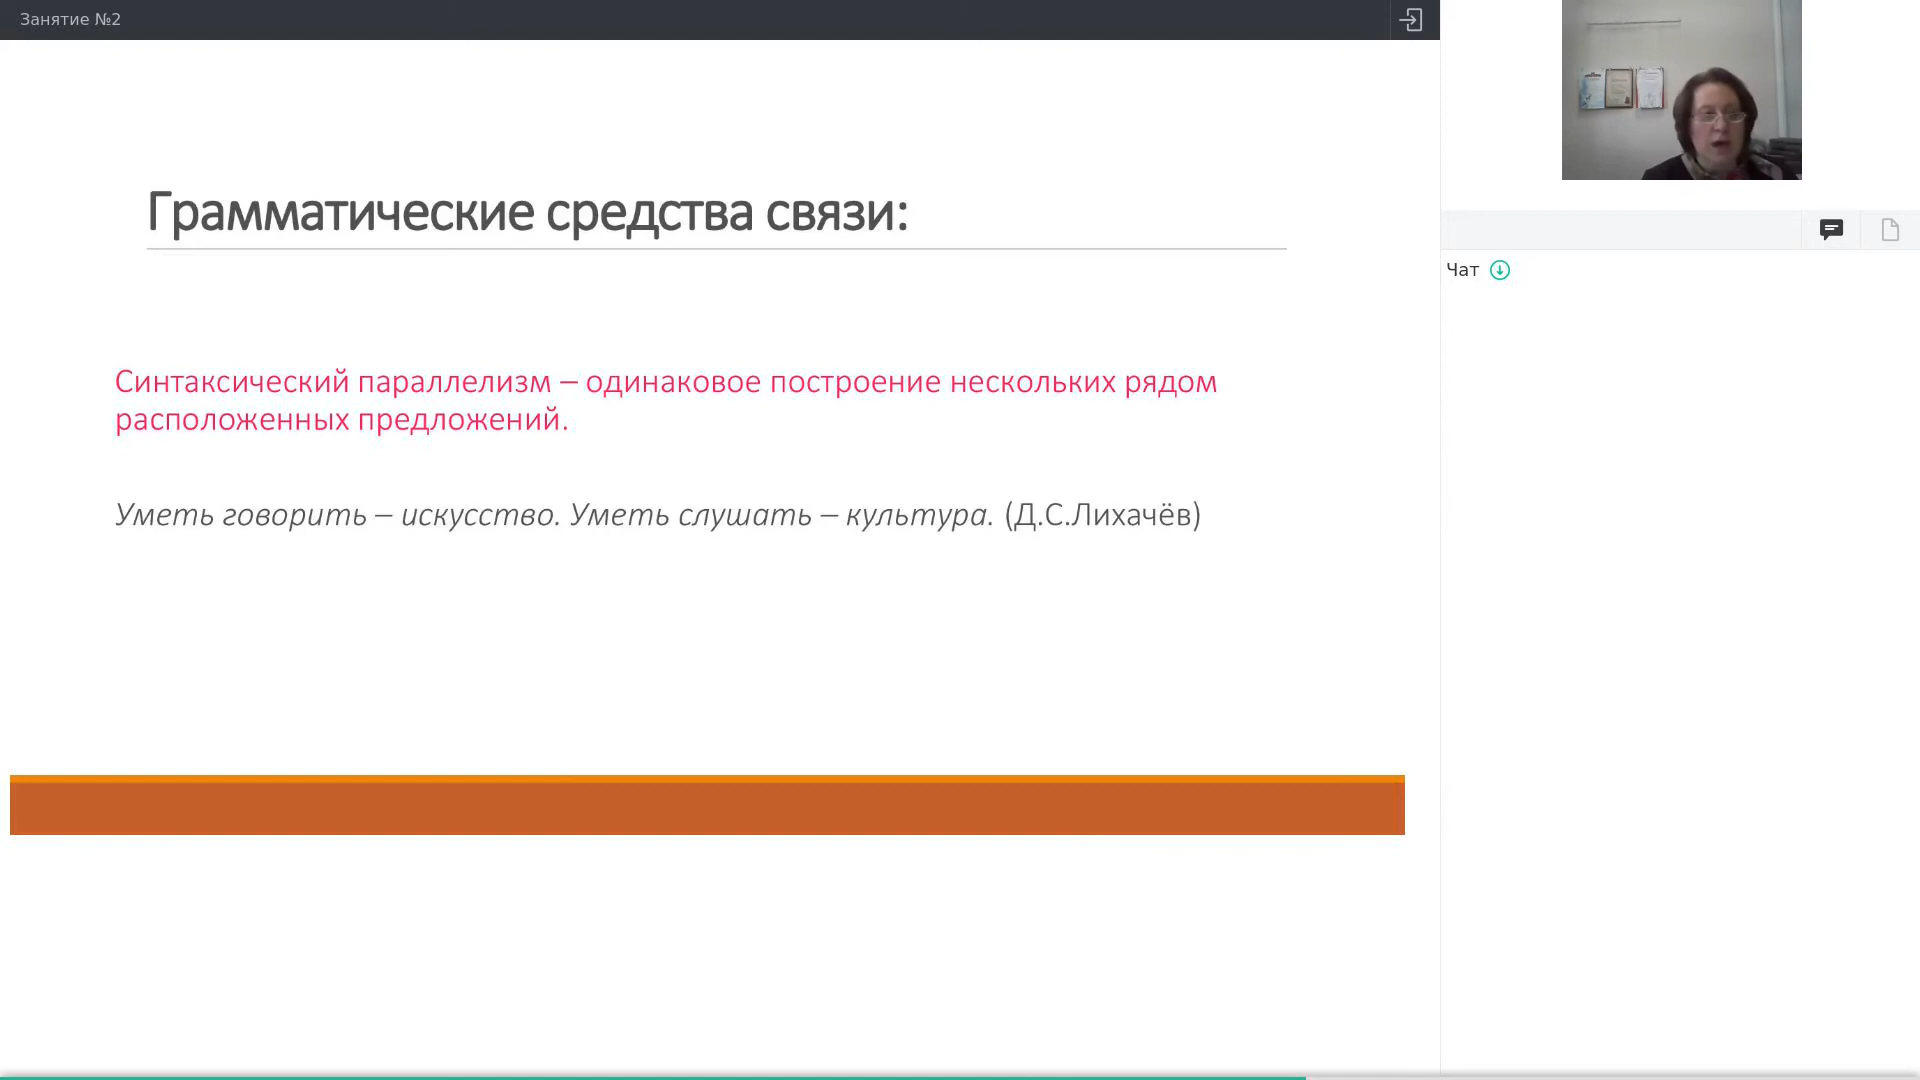 Занятие №2
Грамматические средства связи:
Синтаксический параллелизм – одинаковое построение нескольких рядом
расположенных предложений.
Уметь говорить – искусство. Уметь слушать – культура. (Д.С.Лихачёв)
Чат